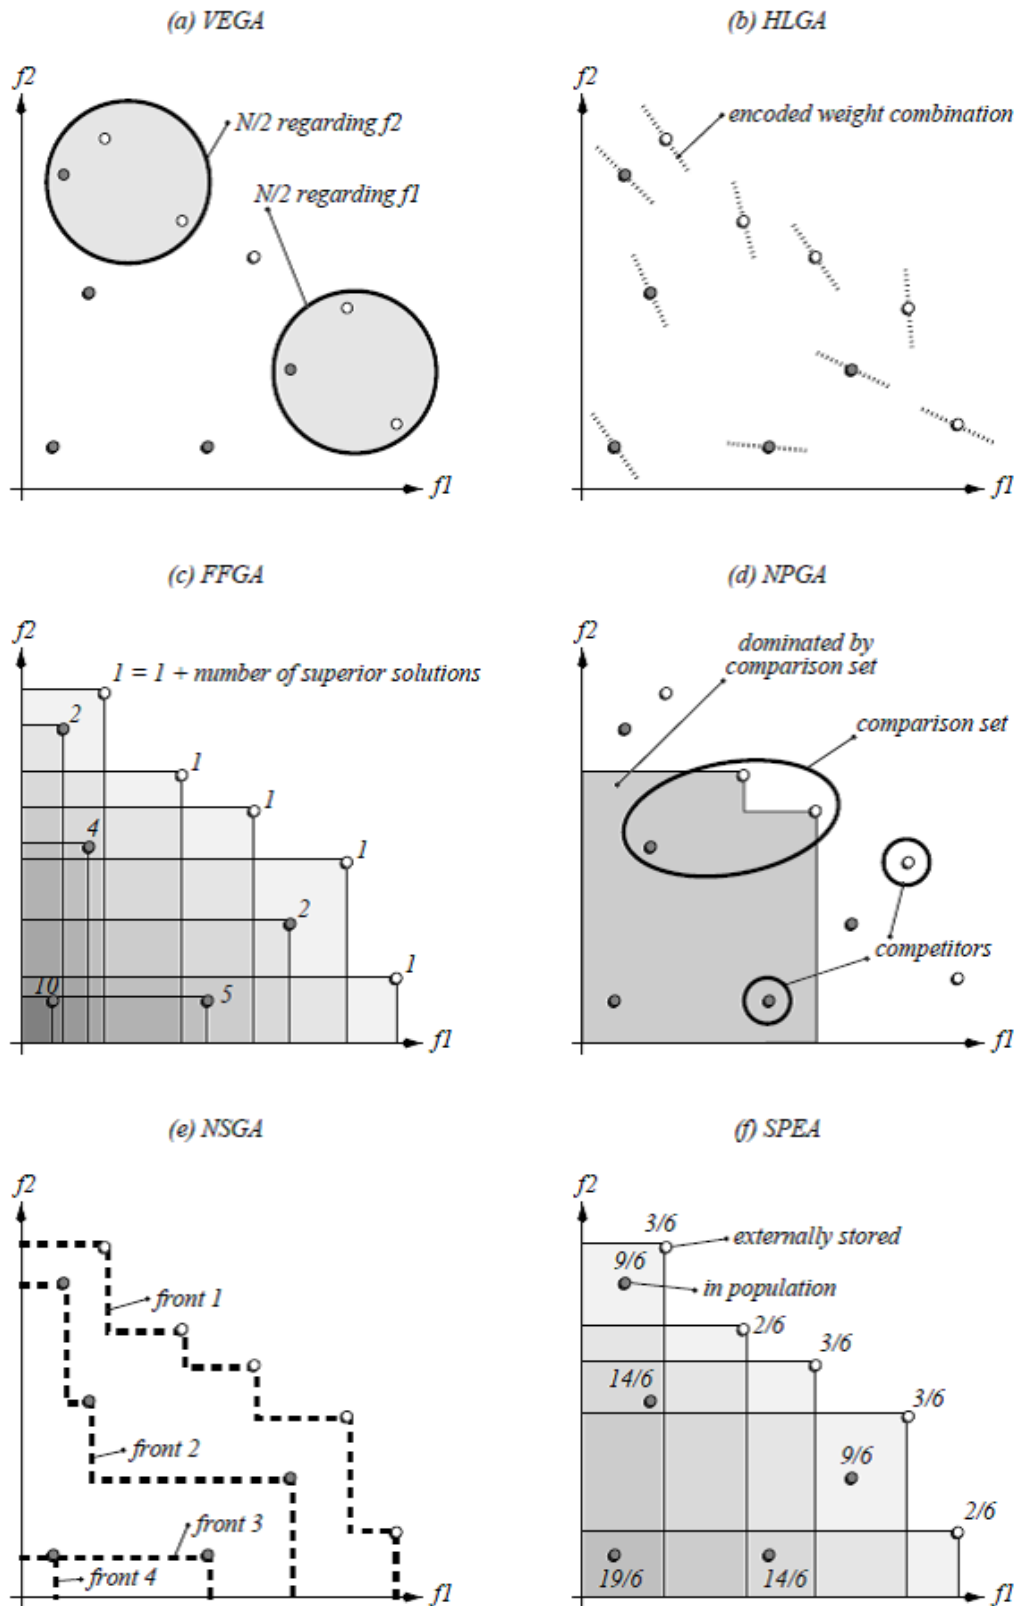 (a) VEGA
(b) HLGA
f2
N/2 regarding f2
N/2 regarding f1
f1
f2
encoded weight combination
f1
(c) FFGA
(d) NPGA
f2
1 = 1 + number of superior solutions
2
1
1
4
1
2
1
10
5
f1
f2
dominated by
comparison set
comparison set
competitors
f1
(e) NSGA
(f) SPEA
f2
front 1
front 2
front 3
front 4
f1
f2
3/6
externally stored
9/6
in population
2/6
3/6
14/6
3/6
9/6
2/6
19/6
14/6
f1